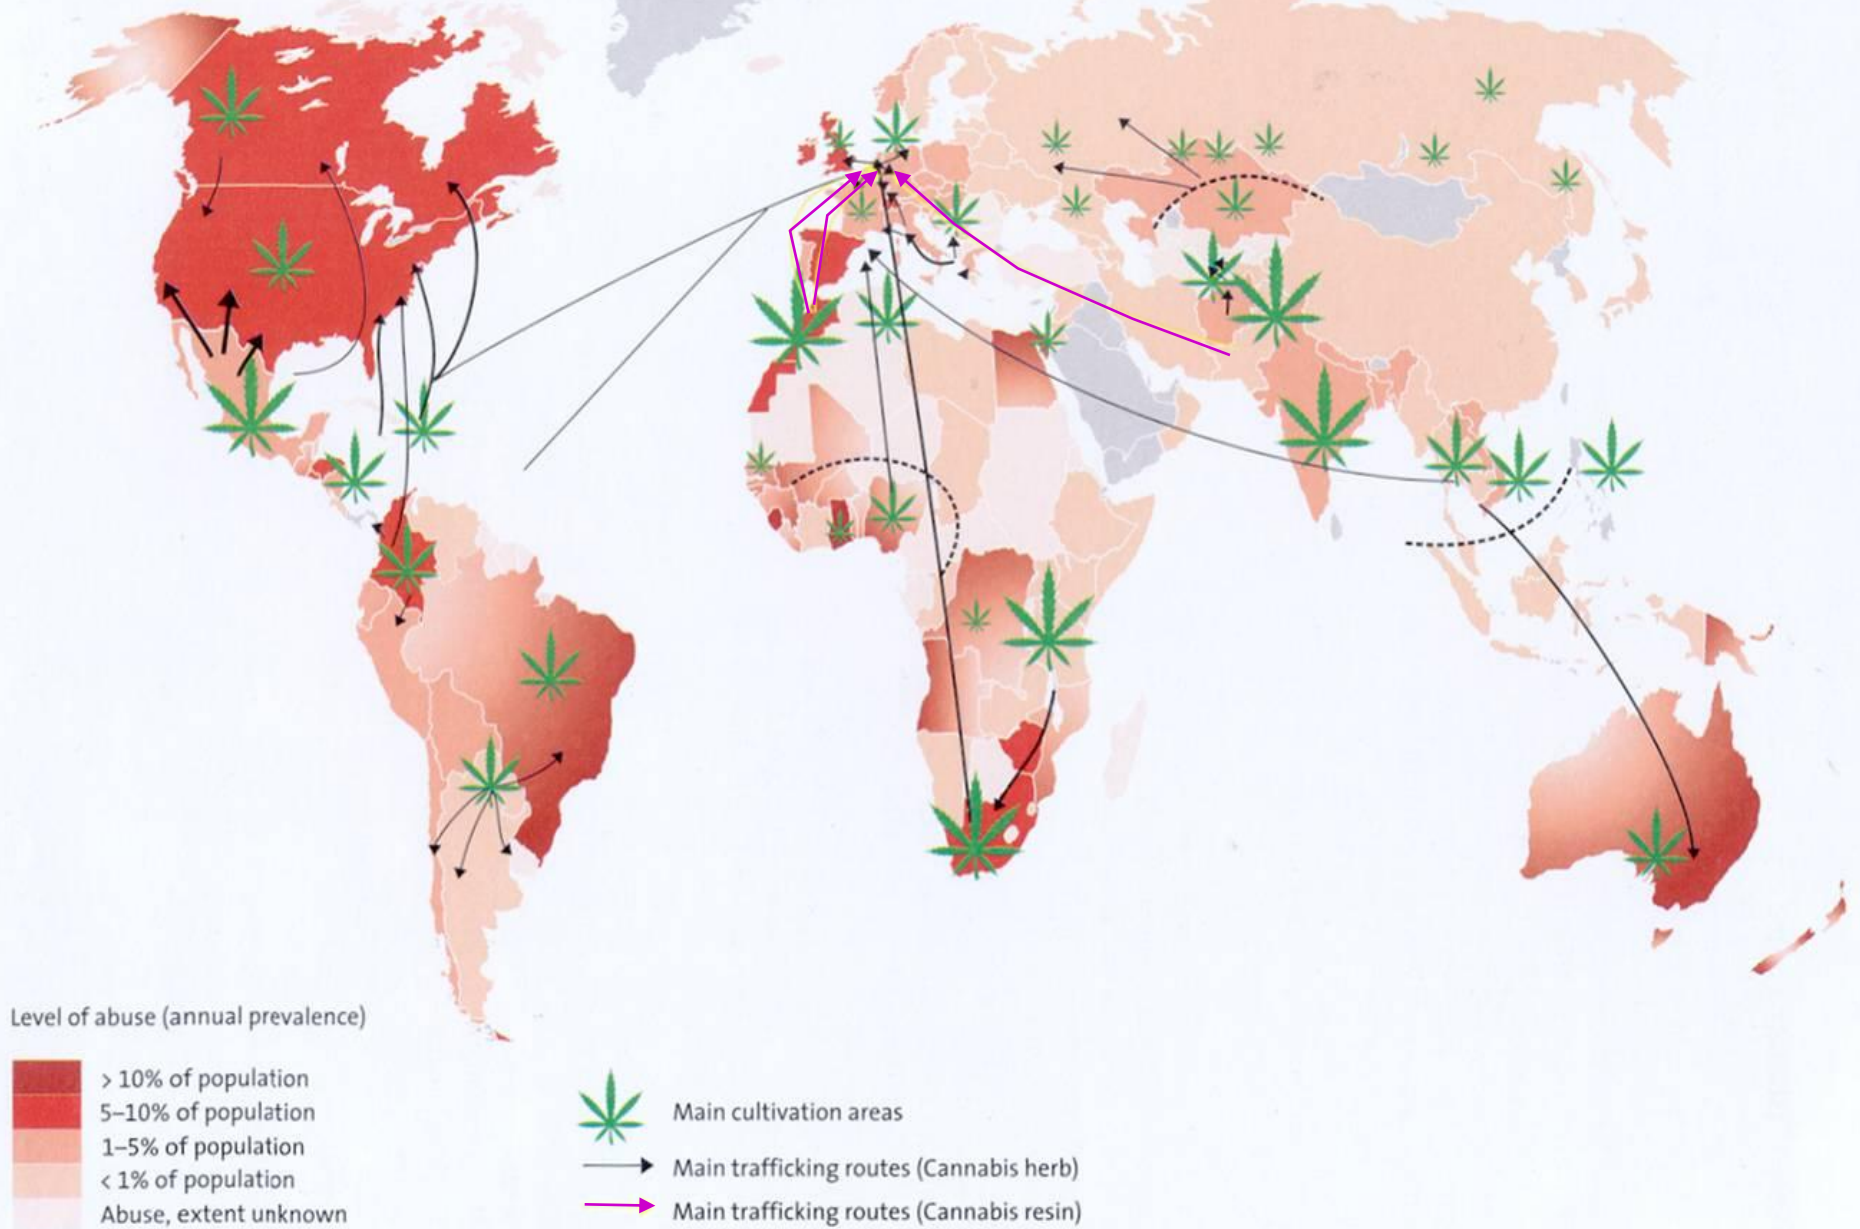 Level of abuse (annual prevalence)
> 10% of population
5–10% of population
1–5% of population
< 1% of population
Abuse, extent unknown
Main cultivation areas
Main trafficking routes (Cannabis herb)
Main trafficking routes (Cannabis resin)